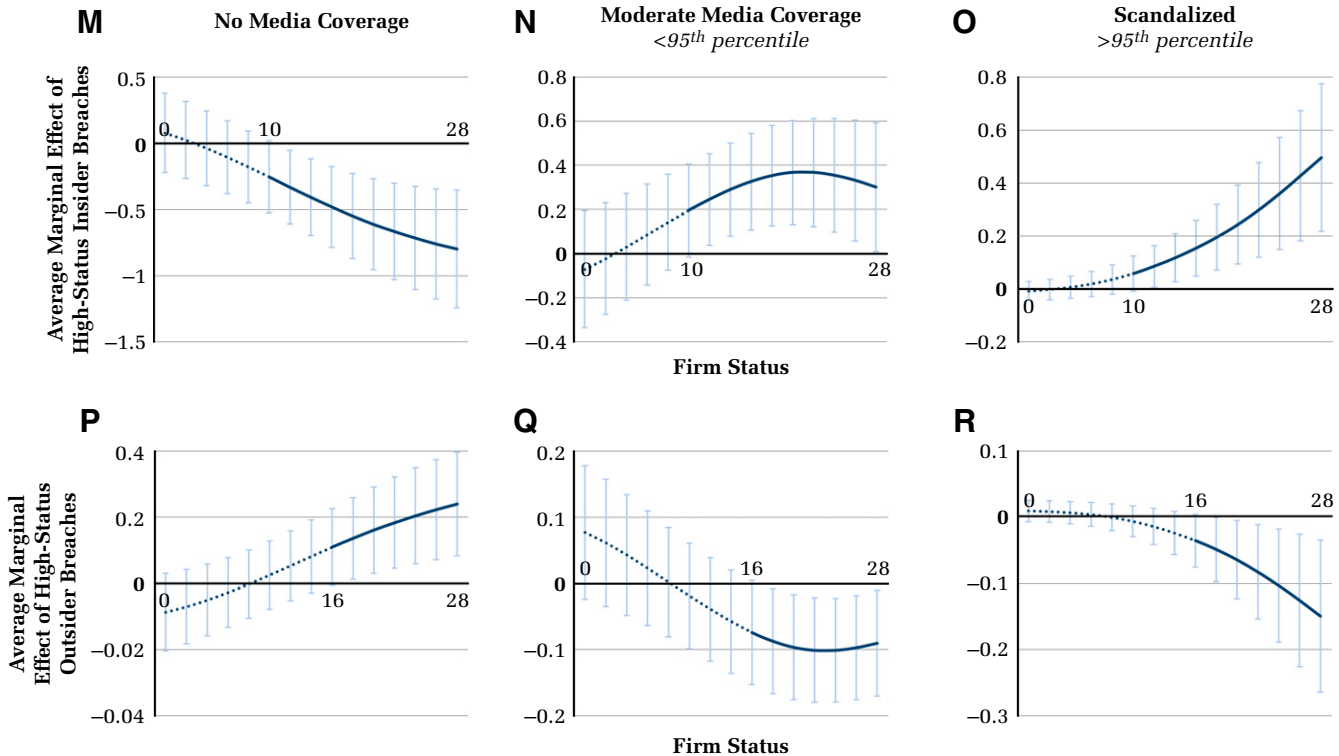 M
No Media Coverage
N
Moderate Media Coverage
<95th percentile
O
Scandalized
>95th percentile
Average Marginal Effect of
High-Status Insider Breaches
0.5
0
−0.5
−1
−1.5
0
10
28
0.8
0.6
0.4
0.2
0
−0.2
−0.4
0
10
28
0.8
0.6
0.4
0.2
0
−0.2
0
10
28
Firm Status
P
Q
R
Average Marginal
Effect of High-Status
Outsider Breaches
0.4
0.2
0
−0.02
−0.04
0
16
28
0.2
0.1
0
−0.1
−0.2
0
16
28
0.1
0
−0.1
−0.2
−0.3
0
16
28
Firm Status